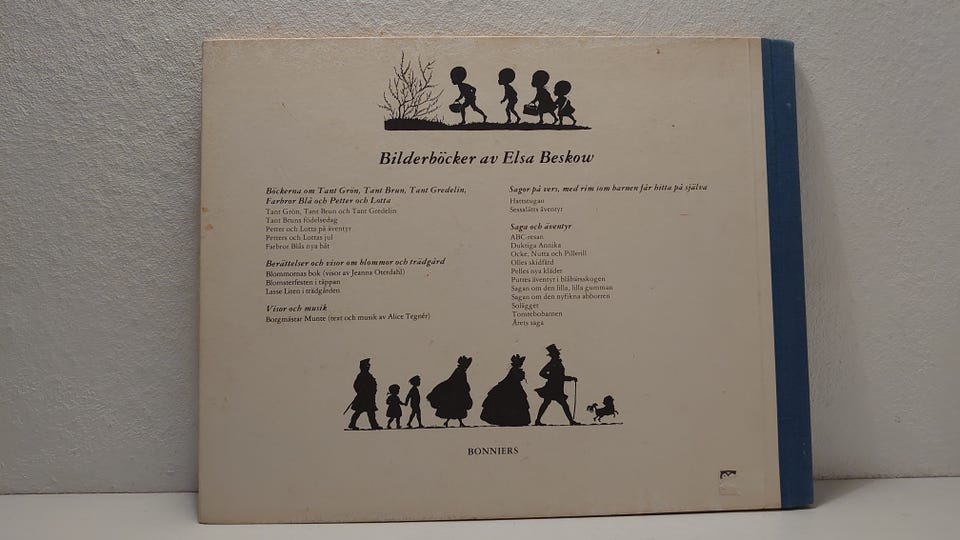 Bilderböcker av Elsa Beskow
Böckerna om Tant Grön, Tant Brun, Tant Gredelin,
Farbror Blå och Petter och Lotta
Tant Grön, Tant Brun och Tant Gredelin
Tant Bruns födelsedag
Petter och Lotta på äventyr
Petters och Lottas jul
Farbror Blås nya båt
Berättelser och visor om blommor och trädgård
Blommornas bok (visor av Jeanna Oterdahl)
Blomsterfesten i täppan
Lasse Liten i trädgården
Visor och musik
Borgmästar Munte (text och musik av Alice Tegnér)
Sagor på vers, med rim som barnen får hitta på själva
Hattstugan
Sessalätts äventyr
Saga och äventyr
ABC-resan
Duktiga Annika
Ocke, Nutta och Pillerill
Olles skidfärd
Pelles nya kläder
Puttes äventyr i blåbärsskogen
Sagan om den lilla, lilla gumman
Sagan om den nyfikna abborren
Solägget
Tomtebobarnen
Årets saga
BONNIERS